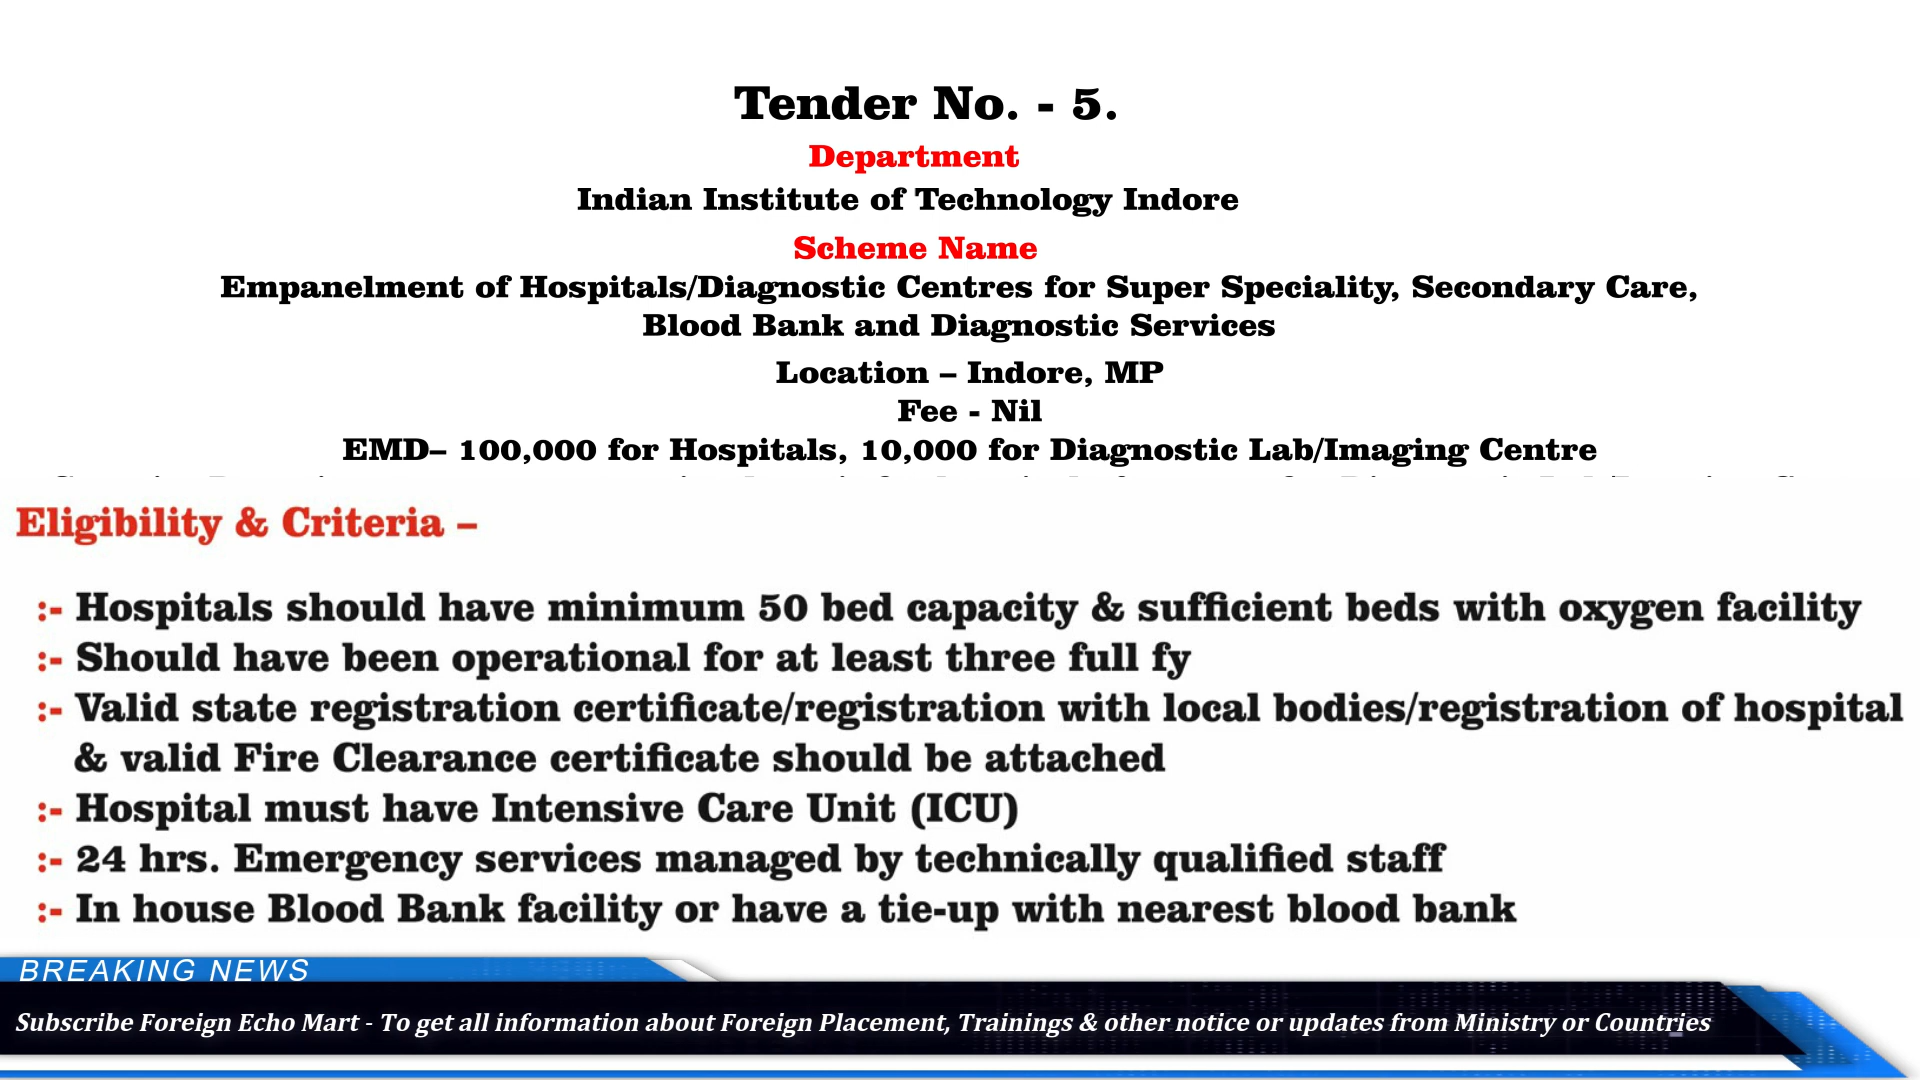 Tender No. - 5.
Department
Indian Institute of Technology Indore
Scheme Name
Empanelment of Hospitals/Diagnostic Centres for Super Speciality, Secondary Care,
Blood Bank and Diagnostic Services
Location – Indore, MP
Fee - Nil
EMD– 100,000 for Hospitals, 10,000 for Diagnostic Lab/Imaging Centre
Eligibility & Criteria –
:- Hospitals should have minimum 50 bed capacity & sufficient beds with oxygen facility
:- Should have been operational for at least three full fy
:- Valid state registration certificate/registration with local bodies/registration of hospital
& valid Fire Clearance certificate should be attached
:- Hospital must have Intensive Care Unit (ICU)
:- 24 hrs. Emergency services managed by technically qualified staff
:- In house Blood Bank facility or have a tie-up with nearest blood bank
BREAKING NEWS
Subscribe Foreign Echo Mart - To get all information about Foreign Placement, Trainings & other notice or updates from Ministry or Countries